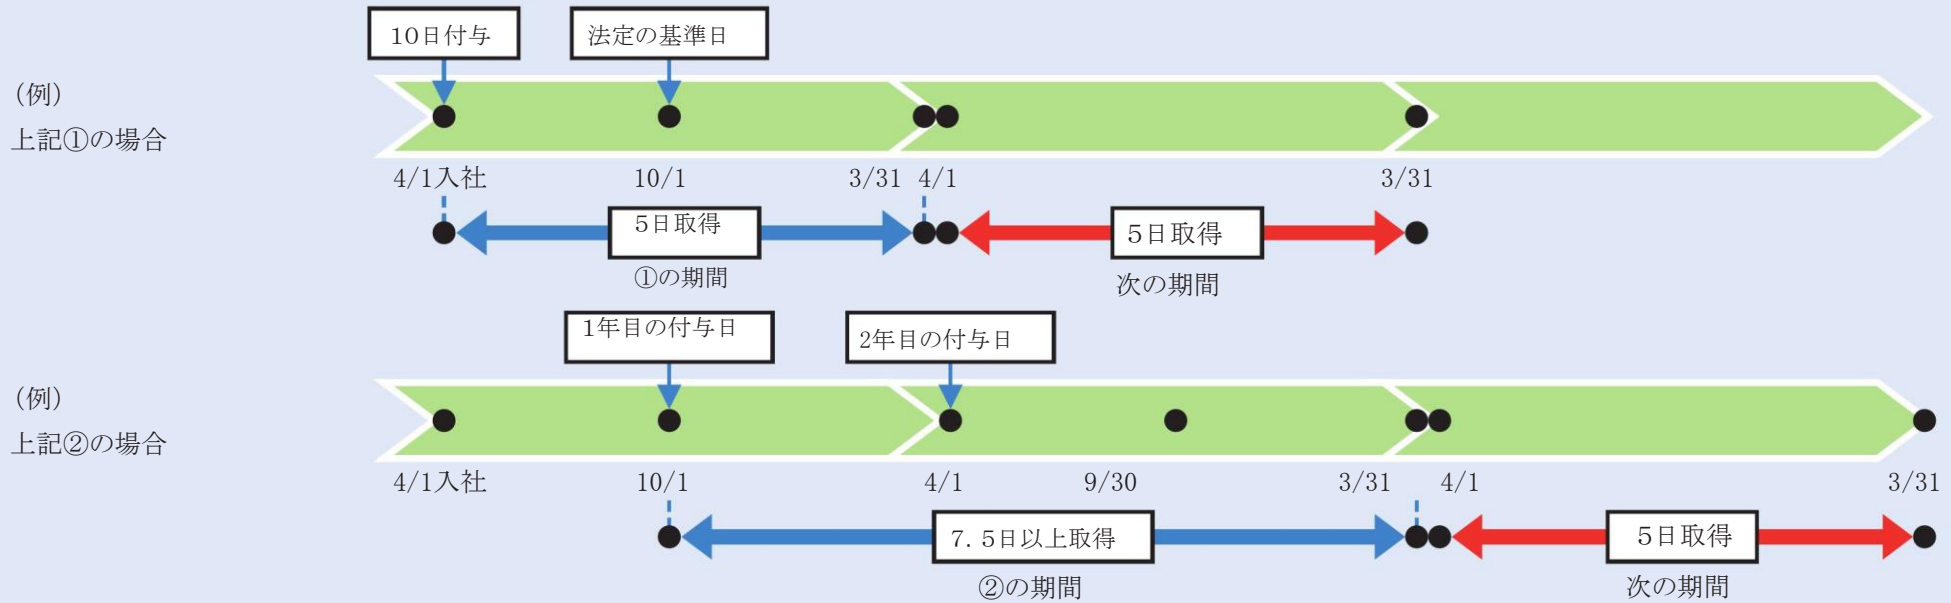 10日付与
法定の基準日
(例)
上記①の場合
4/1入社
10/1
3/31
4/1
3/31
5日取得
5日取得
①の期間
次の期間
1年目の付与日
2年目の付与日
(例)
上記②の場合
4/1入社
10/1
4/1
9/30
3/31
4/1
3/31
7.5日以上取得
5日取得
②の期間
次の期間